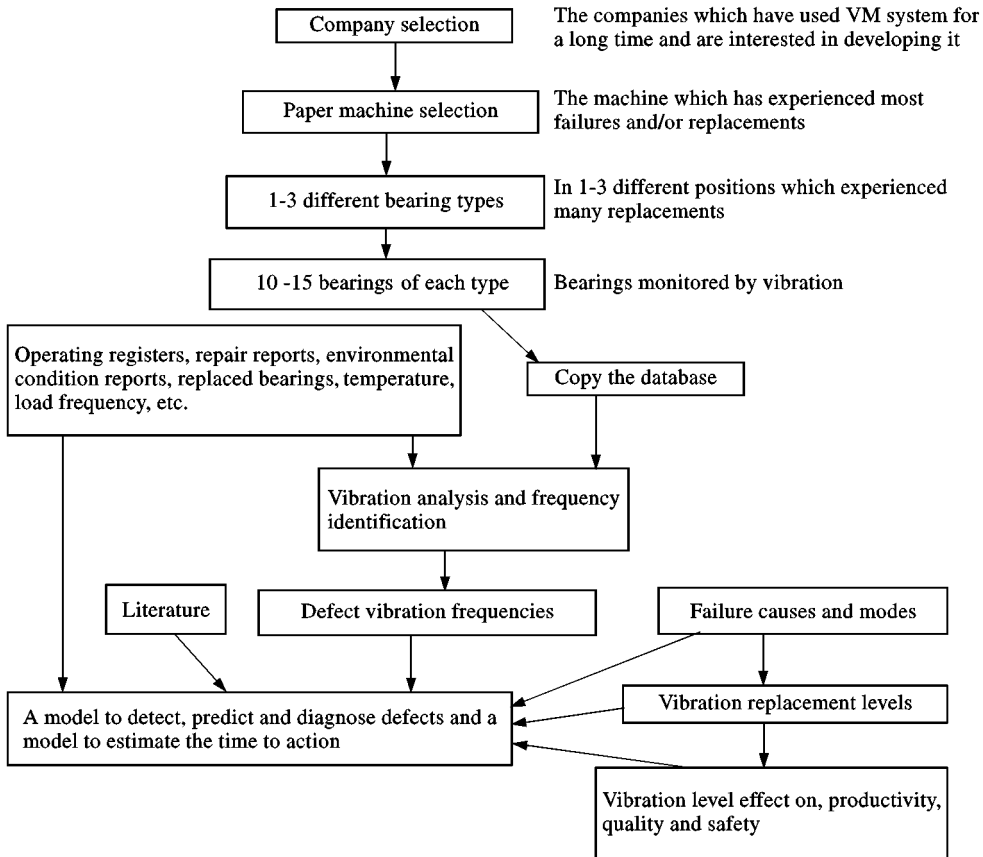 Company selection
The companies which have used VM system for
a long time and are interested in developing it
Paper machine selection
The machine which has experienced most
failures and/or replacements
1-3 different bearing types
In 1-3 different positions which experienced
many replacements
10 -15 bearings of each type
Bearings monitored by vibration
Operating registers, repair reports, environmental
condition reports, replaced bearings, temperature,
load frequency, etc.
Copy the database
Vibration analysis and frequency
identification
Literature
Defect vibration frequencies
Failure causes and modes
A model to detect, predict and diagnose defects and a
model to estimate the time to action
Vibration replacement levels
Vibration level effect on, productivity,
quality and safety